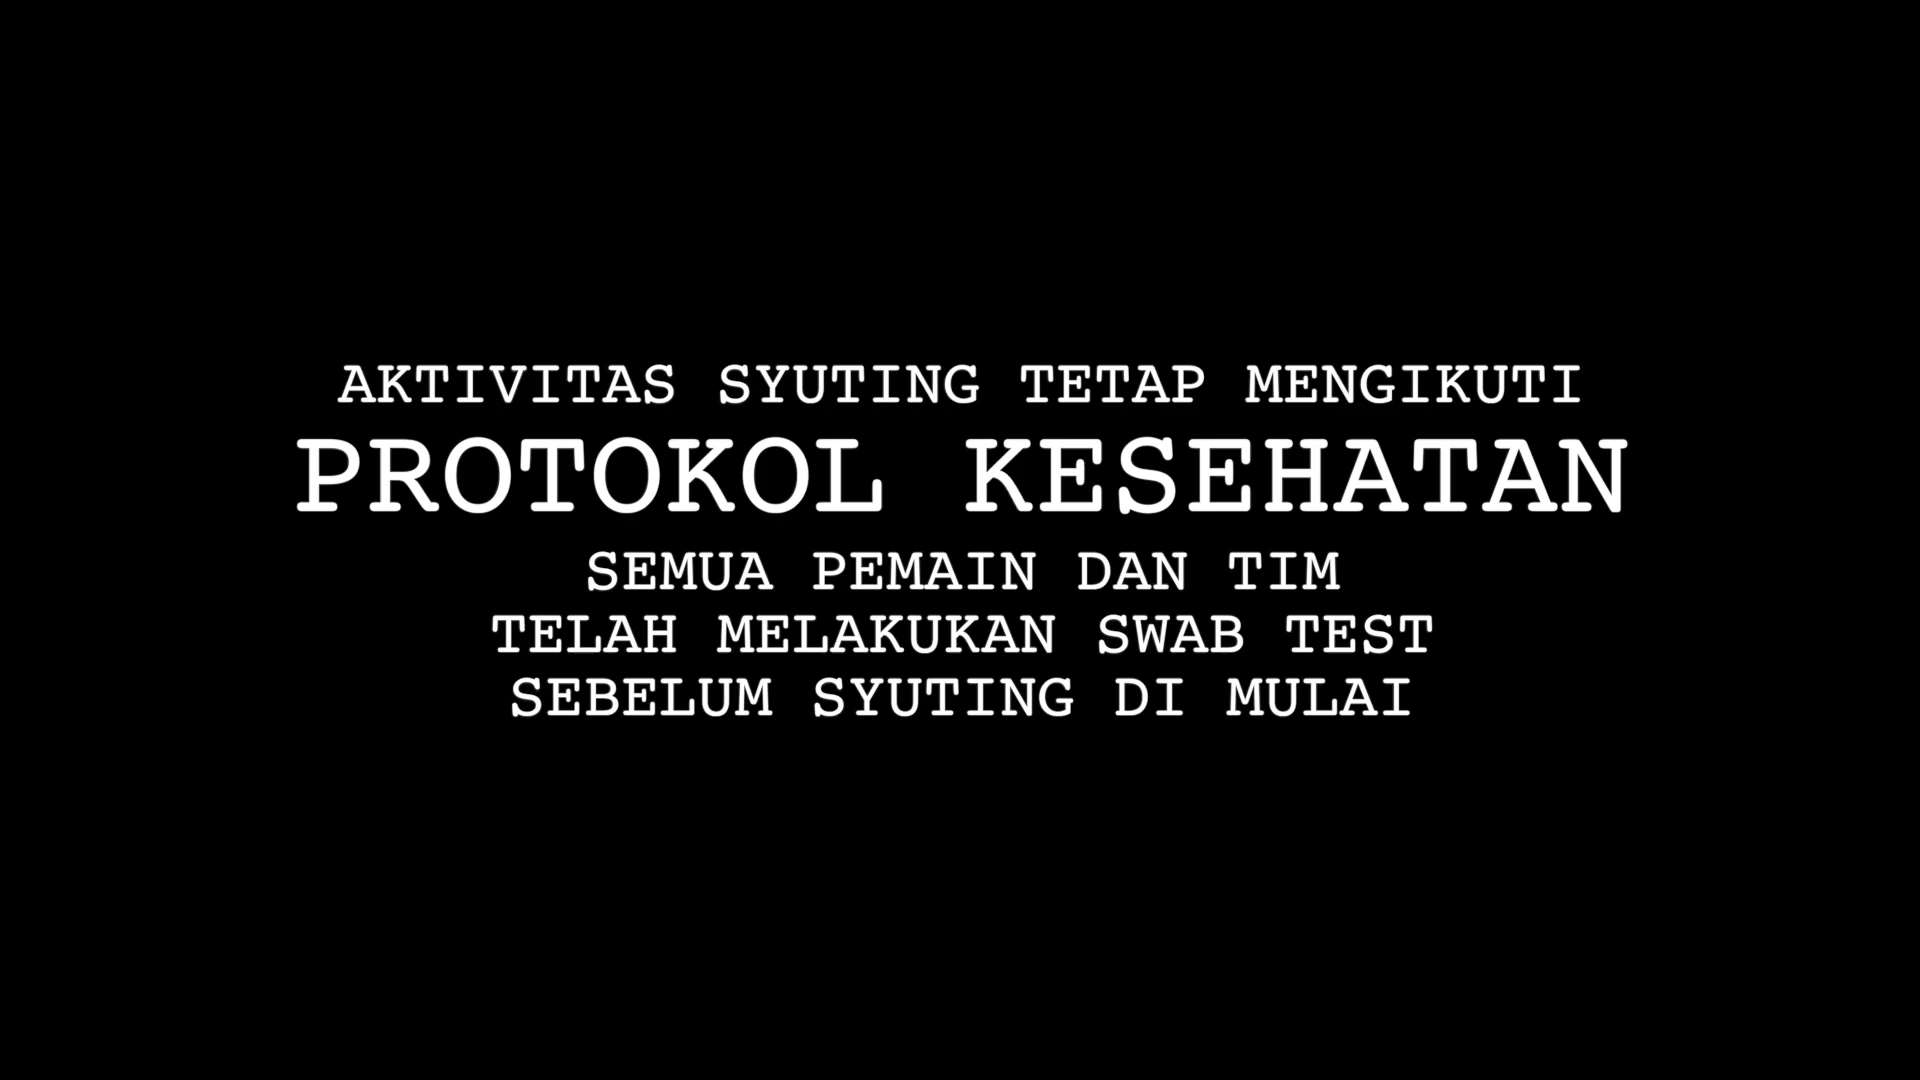 AKTIVITAS SYUTING TETAP MENGIKUTI
PROTOKOL KESEHATAN
SEMUA PEMAIN DAN TIM
TELAH MELAKUKAN SWAB TEST
SEBELUM SYUTING DI MULAI